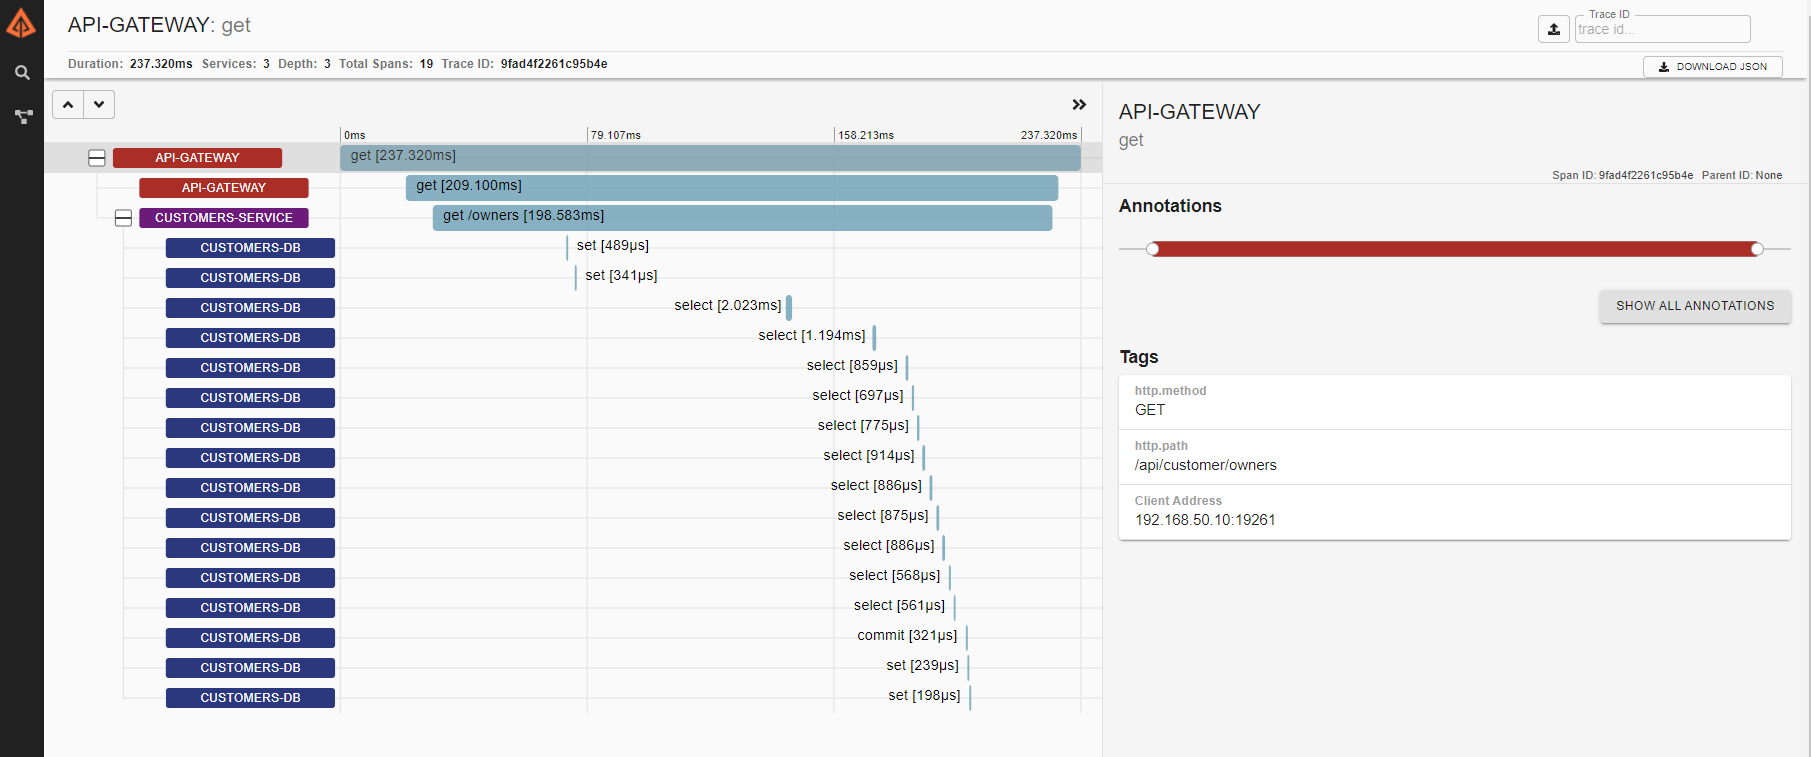 API-GATEWAY: get
Trace ID
trace id...
Duration: 237.320ms Services: 3 Depth: 3 Total Spans: 19 Trace ID: 9fad4f2261c95b4e
DOWNLOAD JSON
0ms 79.107ms 158.213ms 237.320ms
API-GATEWAY get [237.320ms]
API-GATEWAY get [209.100ms]
CUSTOMERS-SERVICE get /owners [198.583ms]
CUSTOMERS-DB set [489µs]
CUSTOMERS-DB set [341µs]
CUSTOMERS-DB select [2.023ms]
CUSTOMERS-DB select [1.194ms]
CUSTOMERS-DB select [859µs]
CUSTOMERS-DB select [697µs]
CUSTOMERS-DB select [775µs]
CUSTOMERS-DB select [914µs]
CUSTOMERS-DB select [886µs]
CUSTOMERS-DB select [875µs]
CUSTOMERS-DB select [886µs]
CUSTOMERS-DB select [568µs]
CUSTOMERS-DB select [561µs]
CUSTOMERS-DB commit [321µs]
CUSTOMERS-DB set [239µs]
CUSTOMERS-DB set [198µs]
API-GATEWAY
get
Span ID: 9fad4f2261c95b4e Parent ID: None
Annotations
SHOW ALL ANNOTATIONS
Tags
http.method
GET
http.path
/api/customer/owners
Client Address
192.168.50.10:19261